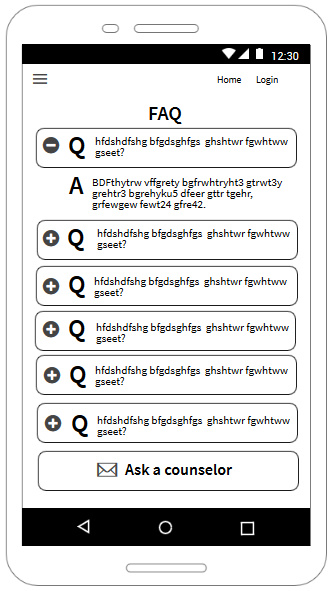 12:30
Home Login
FAQ
Q hfdshdfshg bfgdsghfgs ghshtwr fgwhtww
gseet?
A BDFthytrw vffgrety bgfrwhtryht3 gtrwt3y
grehtr3 bgrehyku5 dfeer gttr tgehr,
grfewgew fewt24 gfre42.
Q hfdshdfshg bfgdsghfgs ghshtwr fgwhtww
gseet?
Q hfdshdfshg bfgdsghfgs ghshtwr fgwhtww
gseet?
Q hfdshdfshg bfgdsghfgs ghshtwr fgwhtww
gseet?
Q hfdshdfshg bfgdsghfgs ghshtwr fgwhtww
gseet?
Q hfdshdfshg bfgdsghfgs ghshtwr fgwhtww
gseet?
Ask a counselor